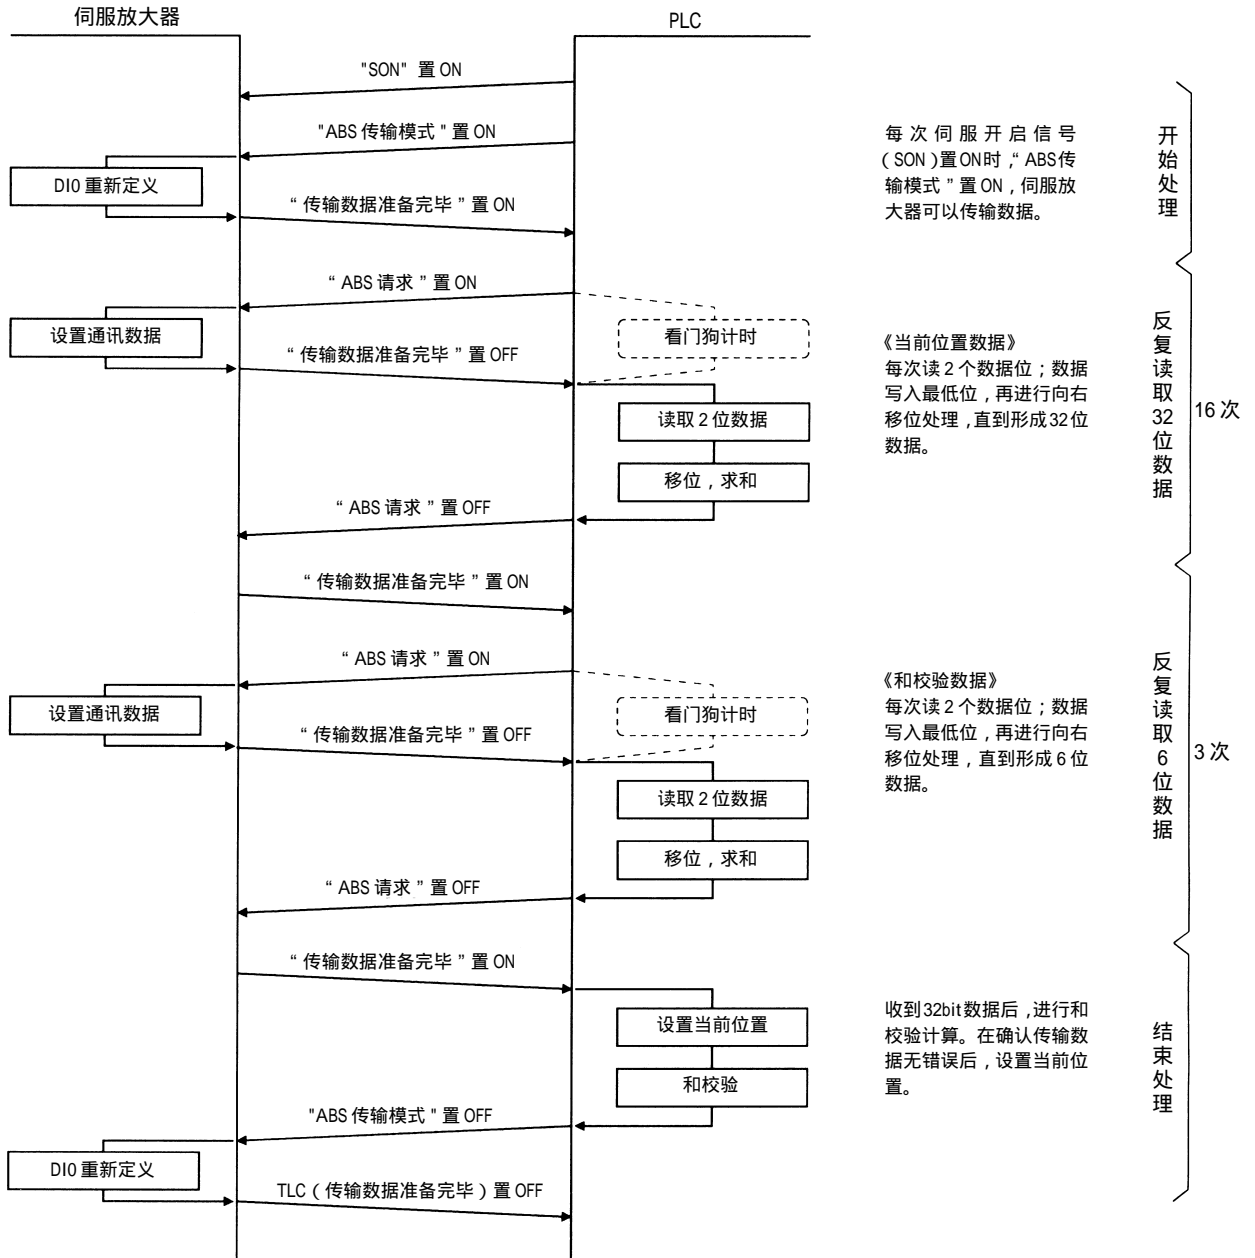 伺服放大器
PLC
"SON" 置 ON
"ABS 传输模式 " 置 ON
DI0 重新定义
“ 传输数据准备完毕 ” 置 ON
每次伺服开启信号
（SON）置ON时，“ ABS传
输模式 ” 置 ON，伺服放
大器可以传输数据。
开始处理
“ ABS 请求 ” 置 ON
看门狗计时
设置通讯数据
“ 传输数据准备完毕 ” 置 OFF
读取 2 位数据
移位，求和
“ ABS 请求 ” 置 OFF
“ 传输数据准备完毕 ” 置 ON
《当前位置数据》
每次读 2 个数据位；数据
写入最低位，再进行向右
移位处理，直到形成32位
数据。
反复读取32位数据
16 次
“ ABS 请求 ” 置 ON
看门狗计时
设置通讯数据
“ 传输数据准备完毕 ” 置 OFF
读取 2 位数据
移位，求和
“ ABS 请求 ” 置 OFF
《和校验数据》
每次读 2 个数据位；数据
写入最低位，再进行向右
移位处理，直到形成 6 位
数据。
反复读取6位数据
3 次
“ 传输数据准备完毕 ” 置 ON
设置当前位置
和校验
"ABS 传输模式 " 置 OFF
DI0 重新定义
TLC（传输数据准备完毕）置 OFF
收到32bit数据后，进行和
校验计算。在确认传输数
据无错误后，设置当前位
置。
结束处理